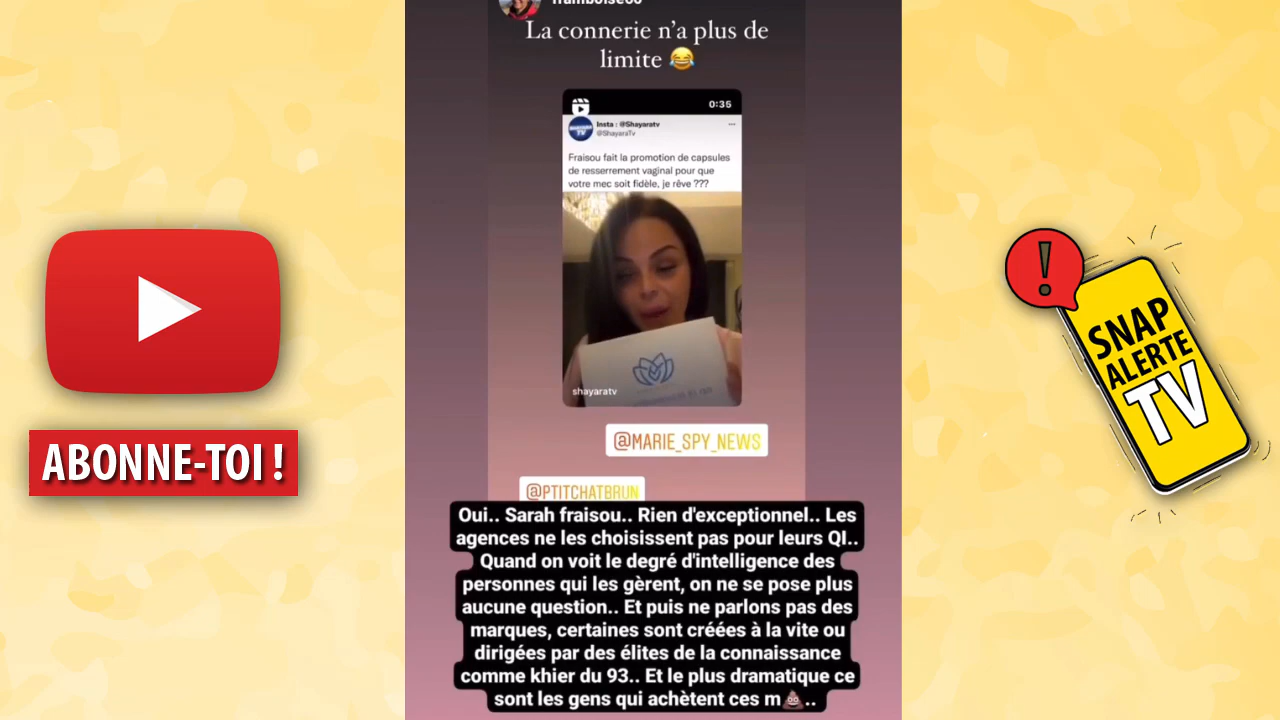 La connerie n’a plus de
limite 😂
0:35
Insta : @Shayaratv
@ShayaraTv
Fraisou fait la promotion de capsules
de resserrement vaginal pour que
votre mec soit fidèle, je rêve ???
SHAYARA
TV
shayaratv
@MARIE_SPY_NEWS
@PTITCHATBRUN
Oui.. Sarah fraisou.. Rien d'exceptionnel.. Les
agences ne les choisissent pas pour leurs QI..
Quand on voit le degré d'intelligence des
personnes qui les gèrent, on ne se pose plus
aucune question.. Et puis ne parlons pas des
marques, certaines sont créées à la vite ou
dirigées par des élites de la connaissance
comme khier du 93.. Et le plus dramatique ce
sont les gens qui achètent ces m💩..
ABONNE-TOI !
SNAP
ALERTE
TV